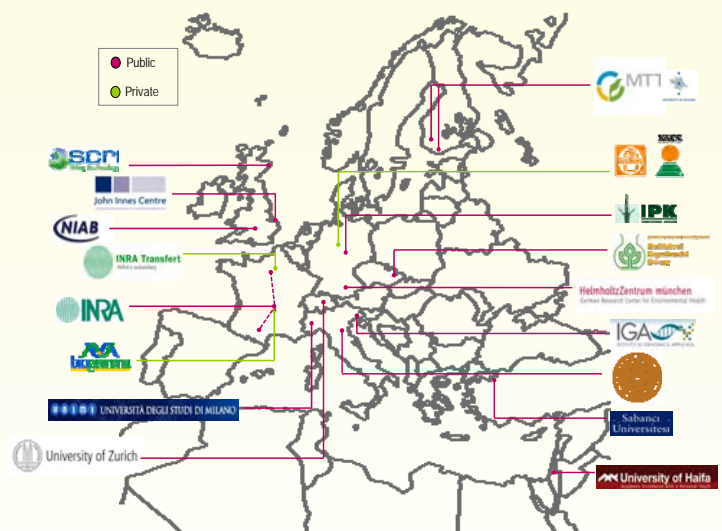 Public
Private
SCRI
John Innes Centre
NIAB
INRA Transfert
INRA
biogemma
UNIVERSITÀ DEGLI STUDI DI MILANO
University of Zurich
MTT
IPK
HelmholtzZentrum münchen
German Research Center for Environmental Health
IGA
Sabancı
Universitesi
University of Haifa